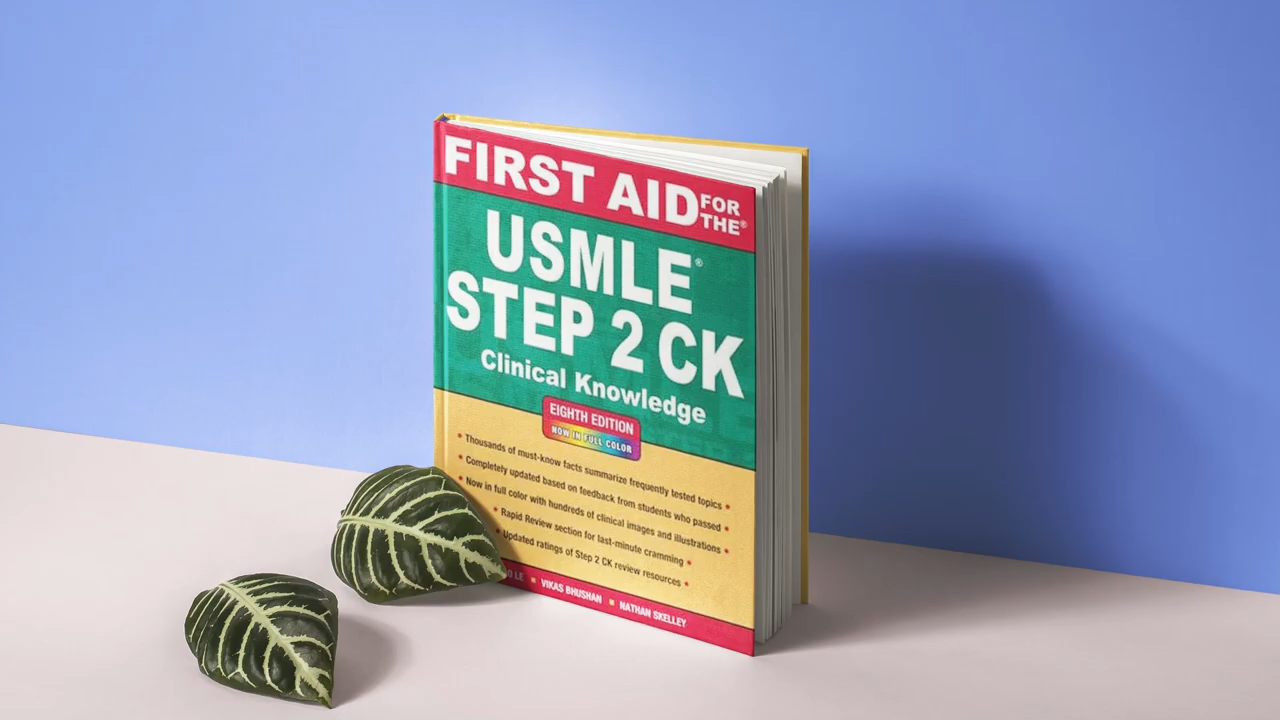 FIRST AID FOR THE®
USMLE®
STEP 2 CK
Clinical Knowledge
EIGHTH EDITION
NOW IN FULL COLOR
• Thousands of must-know facts summarize frequently tested topics •
• Completely updated based on feedback from students who passed •
• Now in full color with hundreds of clinical images and illustrations •
• Rapid Review section for last-minute cramming •
• Updated ratings of Step 2 CK review resources •
LE ▪ VIKAS BHUSHAN ▪ NATHAN SKELLEY